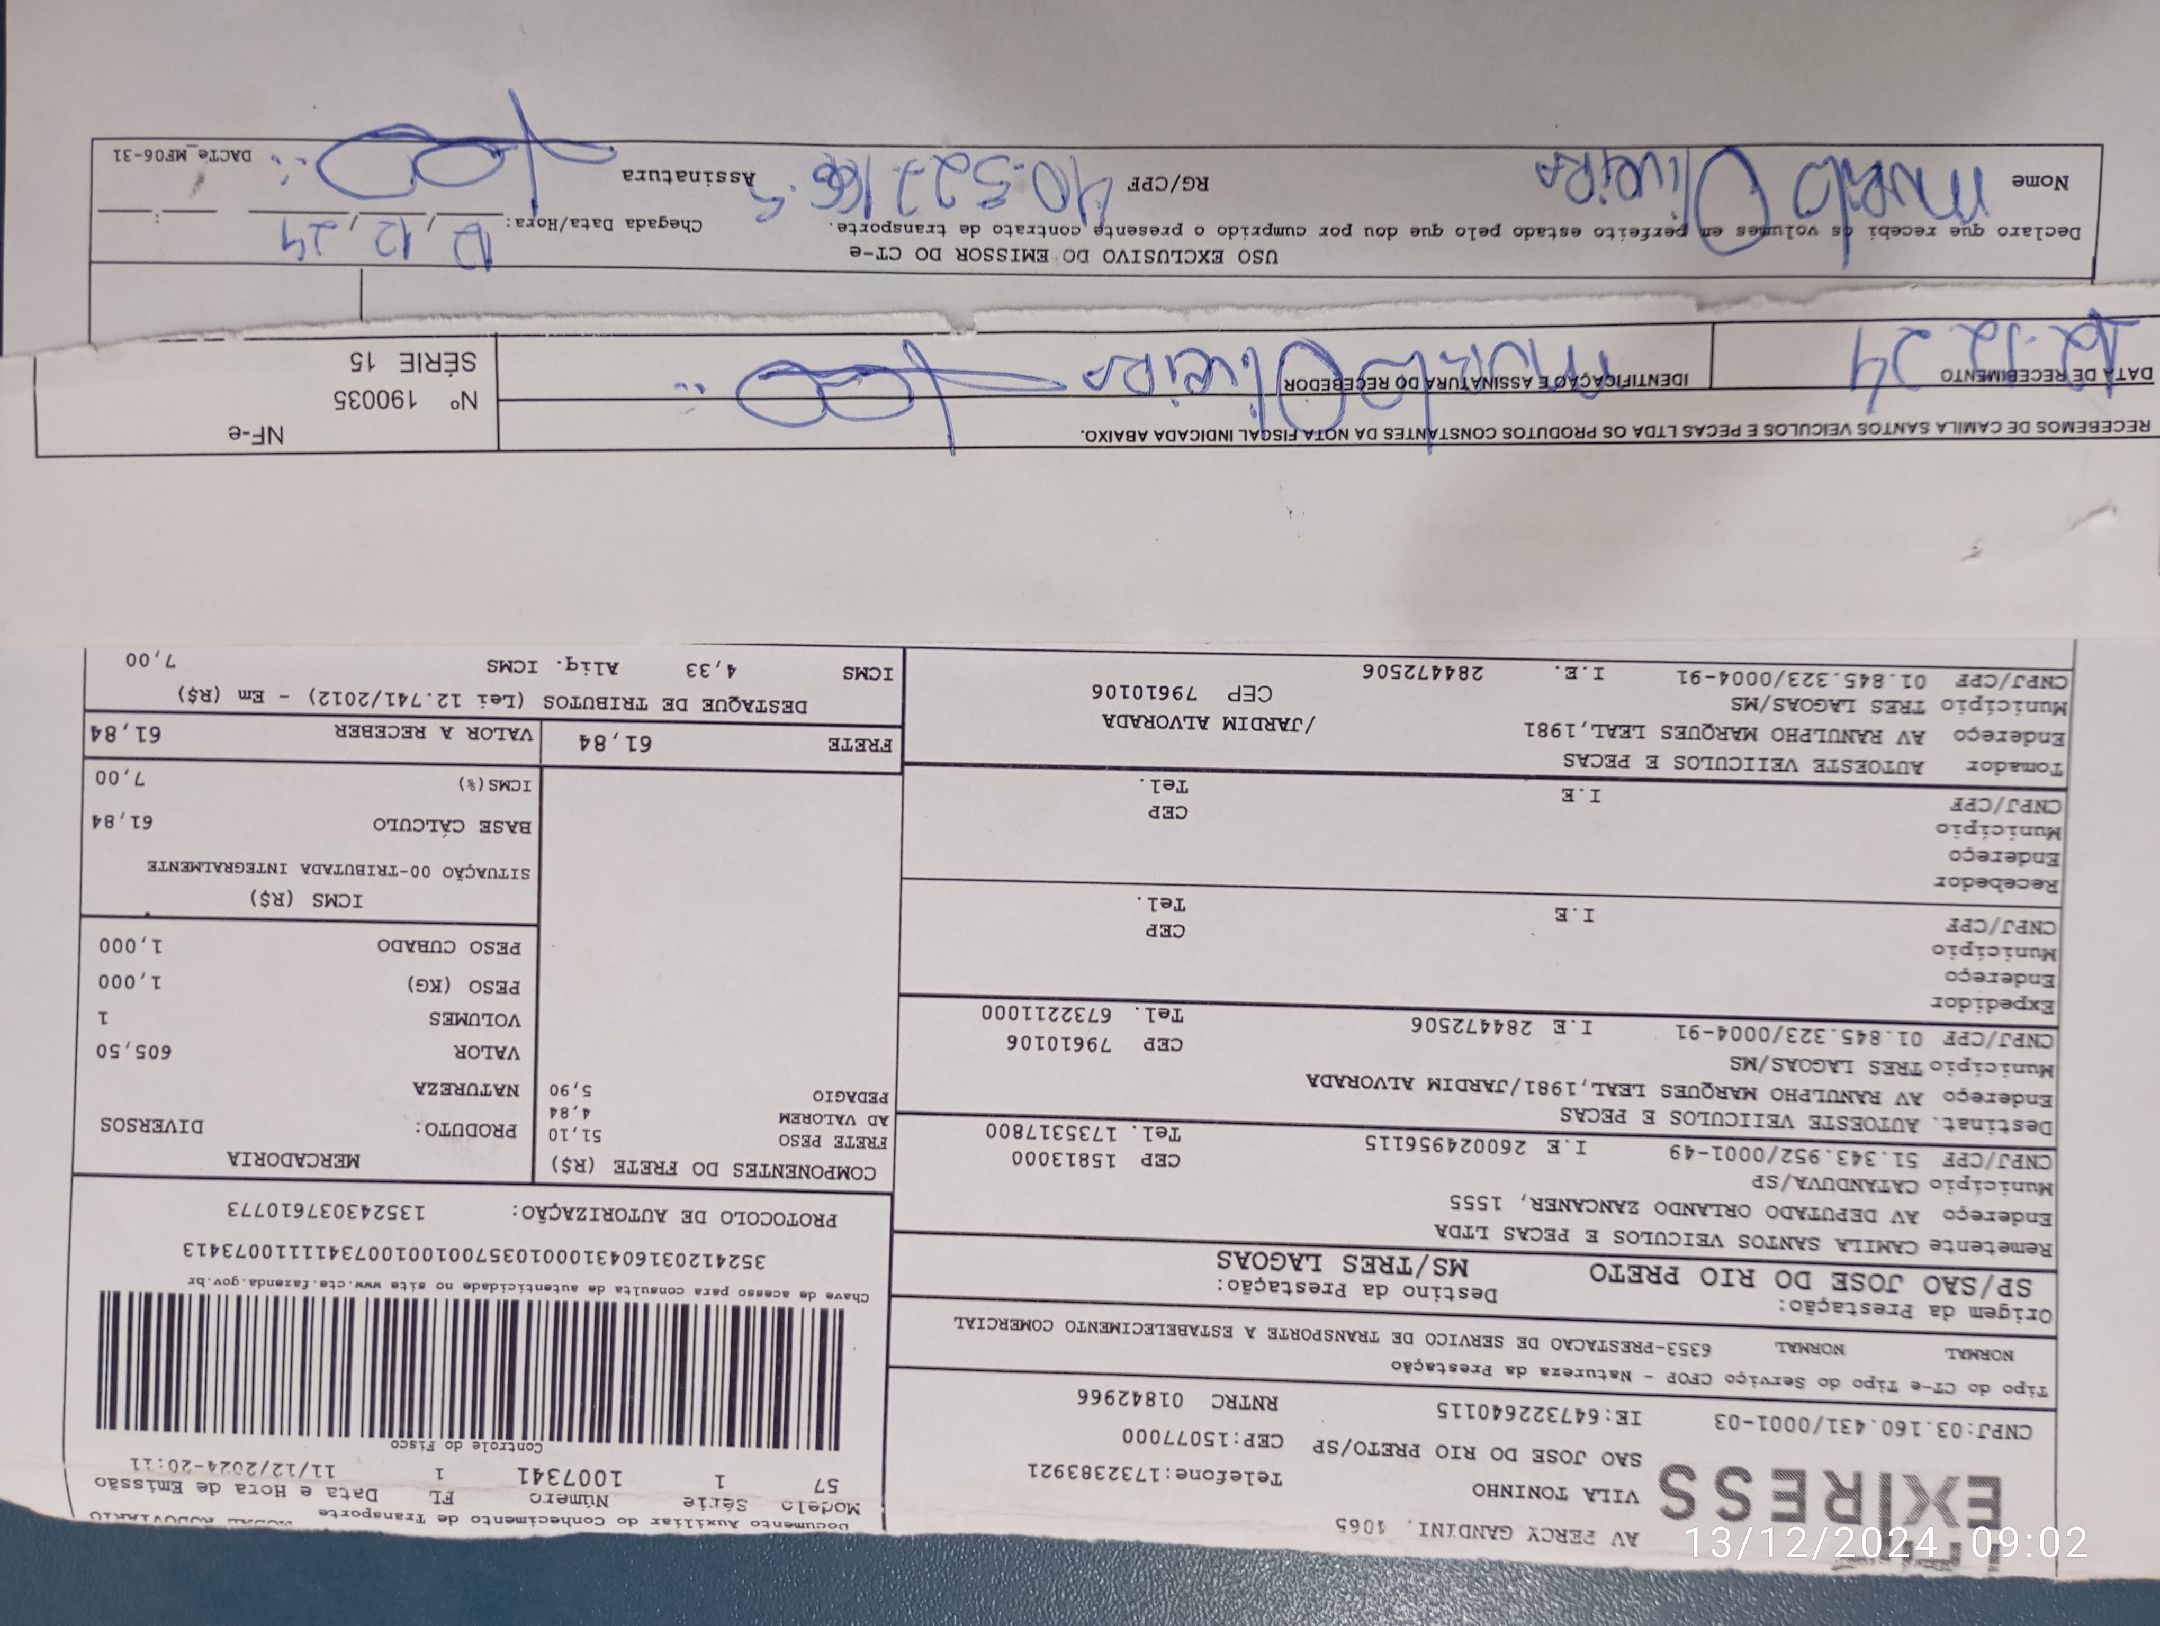 AV PERCY GANDINI, 1065
VILA TONINHO
Telefone:1732383921
SAO JOSE DO RIO PRETO/SP CEP:15077000
EXPRESS
CNPJ:03.160.431/0001-03 IE:647322640115 RNTRC 01842966
Documento Auxiliar do Conhecimento de Transporte
Modelo Série Número FL Data e Hora de Emissão
57 1 1007341 1 11/12/2024-20:11
Controle do Fisco
Chave de acesso para consulta de autenticidade no site www.cte.fazenda.gov.br
PROTOCOLO DE AUTORIZAÇÃO: 135243037610773
Tipo do CT-e Tipo do Serviço CFOP - Natureza da Prestação
NORMAL NORMAL 6353-PRESTACAO DE SERVICO DE TRANSPORTE A ESTABELECIMENTO COMERCIAL
Origem da Prestação: Destino da Prestação:
SP/SAO JOSE DO RIO PRETO MS/TRES LAGOAS
Remetente CAMILA SANTOS VEICULOS E PECAS LTDA
Endereço AV DEPUTADO ORLANDO ZANCANER, 1555
Município CATANDUVA/SP CEP 15813000
CNPJ/CPF 51.343.952/0001-49 I.E 260024956115 Tel. 1735317800
Destinat. AUTOESTE VEIICULOS E PECAS
Endereço AV RANULPHO MARQUES LEAL,1981/JARDIM ALVORADA
Município TRES LAGOAS/MS CEP 79610106
CNPJ/CPF 01.845.323/0004-91 I.E 284472506 Tel. 6732211000
Expedidor
Endereço
Município CEP
CNPJ/CPF I.E Tel.
Recebedor
Endereço
Município CEP
CNPJ/CPF I.E Tel.
Tomador AUTOESTE VEIICULOS E PECAS
Endereço AV RANULPHO MARQUES LEAL,1981 /JARDIM ALVORADA
Município TRES LAGOAS/MS CEP 79610106
CNPJ/CPF 01.845.323/0004-91 I.E. 284472506
COMPONENTES DO FRETE (R$)
FRETE PESO 51,10
AD VALOREM 4,84
PEDAGIO 5,90
MERCADORIA
PRODUTO: DIVERSOS
NATUREZA
VALOR 605,50
VOLUMES 1
PESO (KG) 1,000
PESO CUBADO 1,000
ICMS (R$)
SITUAÇÃO 00-TRIBUTADA INTEGRALMENTE
BASE CÁLCULO 61,84
ICMS(%) 7,00
FRETE 61,84 VALOR A RECEBER 61,84
DESTAQUE DE TRIBUTOS (Lei 12.741/2012) - Em (R$)
ICMS 4,33 Aliq. ICMS 7,00
RECEBEMOS DE CAMILA SANTOS VEICULOS E PECAS LTDA OS PRODUTOS CONSTANTES DA NOTA FISCAL INDICADA ABAIXO.
DATA DE RECEBIMENTO
12.12.24
IDENTIFICAÇÃO E ASSINATURA DO RECEBEDOR
Murilo Oliveira
NF-e
Nº 190035
SÉRIE 15
USO EXCLUSIVO DO EMISSOR DO CT-e
Declaro que recebi os volumes em perfeito estado pelo que dou por cumprido o presente contrato de transporte.
Chegada Data/Hora: 12, 12, 24
Nome Murilo Oliveira RG/CPF Assinatura
DACTe_MF06-31
13/12/2024 09:02